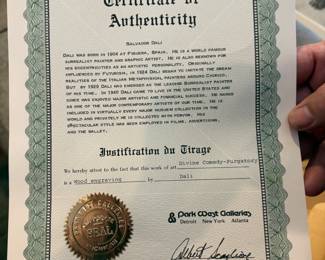 Certificate of
Authenticity
SALVADOR DALI
DALI WAS BORN IN 1904 AT FIGUERA, SPAIN. HE IS A WORLD FAMOUS
SURREALIST PAINTER AND GRAPHIC ARTIST. HE IS ALSO RENOWN FOR
HIS ECCENTRICITIES AS AN ARTISTIC PERSONALITY. ORIGINALLY
INFLUENCED BY FUTURISM, IN 1924 DALI BEGAN TO IMITATE THE DREAM
REALITIES OF THE ITALIAN METAPHYSICAL PAINTERS AROUND
BUT BY 1929 DALI HAD EMERGED AS THE LEADING SURREALIST PAINTER
OF HIS TIME. IN 1940 DALI CAME TO LIVE IN THE UNITED STATES AND
SINCE HAS ENJOYED MAJOR ARTISTIC AND FINANCIAL SUCCESS. HE RANKS
AS ONE OF THE MAJOR CONTEMPORARY ARTISTS OF OUR TIME. HE IS
INCLUDED IN VIRTUALLY EVERY MAJOR MUSEUM COLLECTION IN THE
WORLD AND PRIVATELY HE IS COLLECTED WITH FERVOR. HIS
SPECTACULAR STYLE HAS BEEN EMPLOYED IN FILMS, ADVERTISING,
AND THE BALLET.
Justification du Tirage
We hereby attest to the fact that this work of art Divine Comedy-Purgatory
is a Wood engraving by Dali
SEAL
Park West Galleries
Detroit New York Atlanta
Albert Scaglione